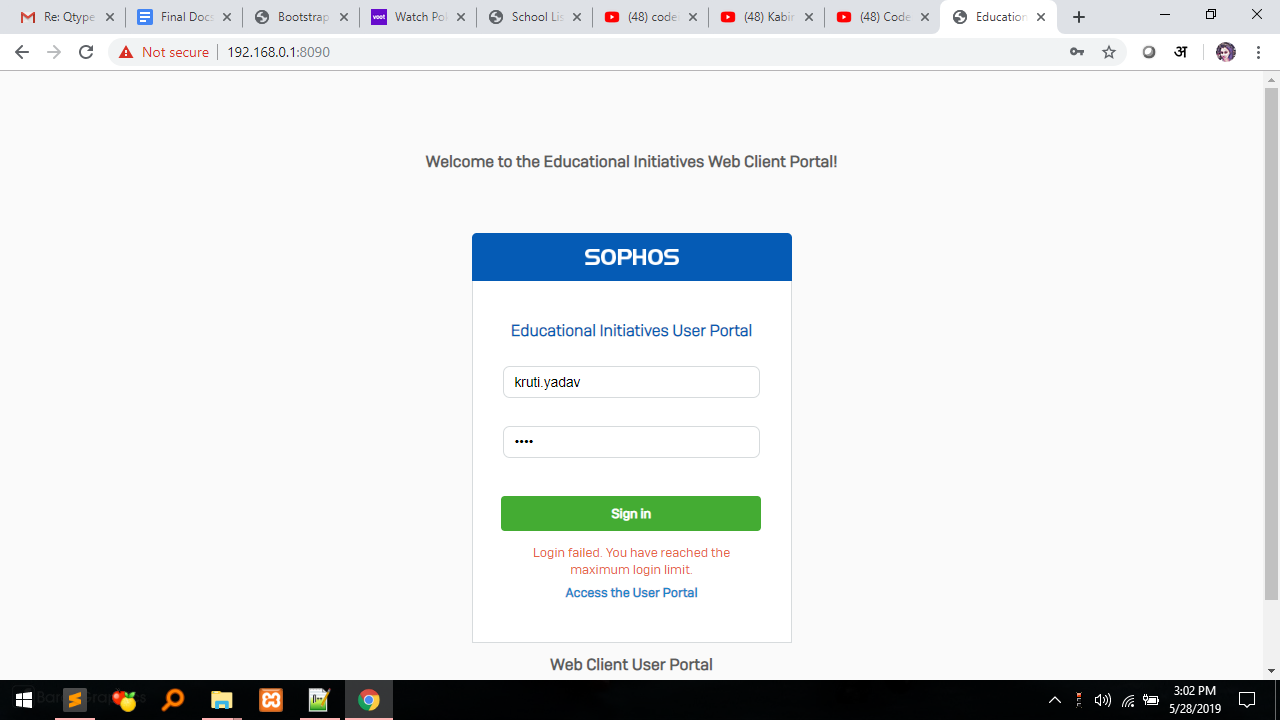 Re: Qtype
Final Docs
Bootstrap
voot
Watch Po
School Lis
(48) code
(48) Kabir
(48) Code
Education
Not secure
192.168.0.1:8090
अ
Welcome to the Educational Initiatives Web Client Portal!
SOPHOS
Educational Initiatives User Portal
kruti.yadav
••••
Sign in
Login failed. You have reached the
maximum login limit.
Access the User Portal
Web Client User Portal
3:02 PM
5/28/2019